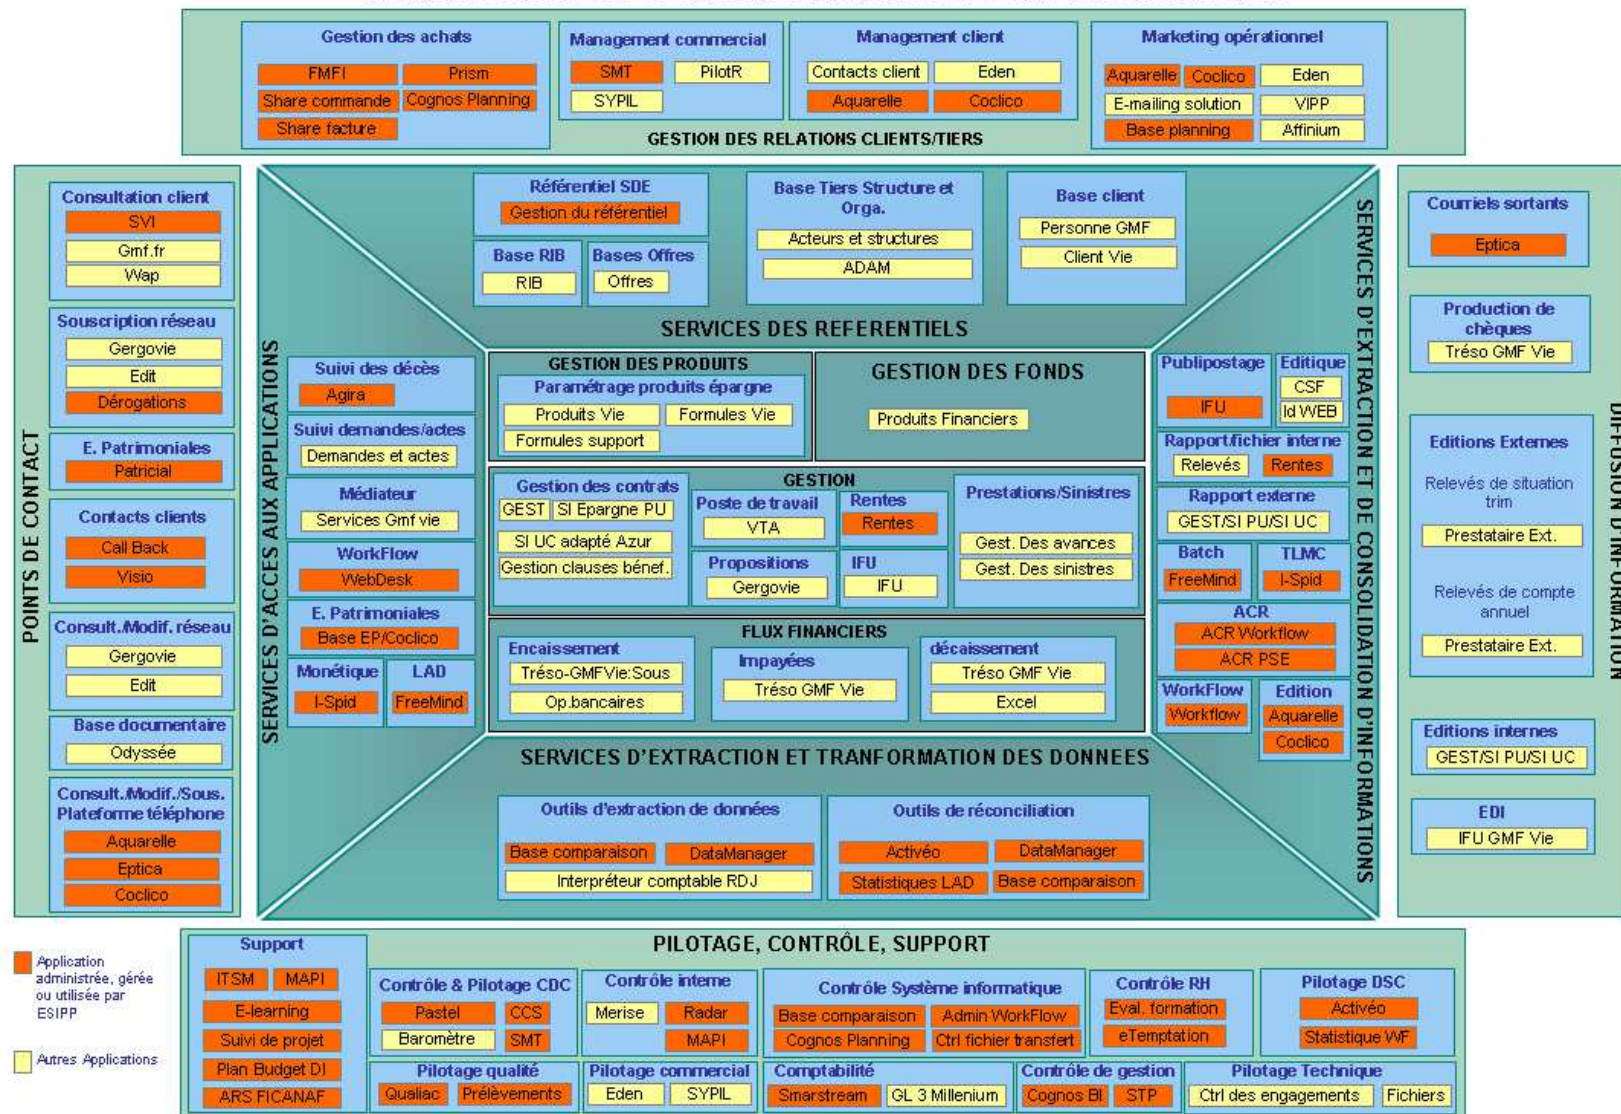 Gestion des achats
FMFI
Prism
Share commande
Cognos Planning
Share facture
Management commercial
SMT
PilotR
SYPIL
Management client
Contacts client
Eden
Aquarelle
Coclico
Marketing opérationnel
Aquarelle
Coclico
Eden
E-mailing solution
VIPP
Base planning
Affinium
GESTION DES RELATIONS CLIENTS/TIERS
POINTS DE CONTACT
Consultation client
SVI
Gmf.fr
Wap
Souscription réseau
Gergovie
Edit
Dérogations
E. Patrimoniales
Patricial
Contacts clients
Call Back
Visio
Consult./Modif. réseau
Gergovie
Edit
Base documentaire
Odyssée
Consult./Modif./Sous.
Plateforme téléphone
Aquarelle
Eptica
Coclico
SERVICES D'ACCES AUX APPLICATIONS
Suivi des décès
Agira
Suivi demandes/actes
Demandes et actes
Médiateur
Services Gmf vie
WorkFlow
WebDesk
E. Patrimoniales
Base EP/Coclico
Monétique
I-Spid
LAD
FreeMind
Référentiel SDE
Gestion du référentiel
Base RIB
RIB
Bases Offres
Offres
Base Tiers Structure et
Orga.
Acteurs et structures
ADAM
Base client
Personne GMF
Client Vie
SERVICES DES REFERENTIELS
GESTION DES PRODUITS
Paramétrage produits épargne
Produits Vie
Formules Vie
Formules support
GESTION DES FONDS
Produits Financiers
GESTION
Gestion des contrats
GEST
SI Epargne PU
SI UC adapté Azur
Gestion clauses bénef.
Poste de travail
VTA
Propositions
Gergovie
Rentes
Rentes
IFU
IFU
Prestations/Sinistres
Gest. Des avances
Gest. Des sinistres
FLUX FINANCIERS
Encaissement
Tréso-GMFVie:Sous
Op.bancaires
Impayées
Tréso GMF Vie
décaissement
Tréso GMF Vie
Excel
SERVICES D'EXTRACTION ET TRANFORMATION DES DONNEES
Outils d'extraction de données
Base comparaison
DataManager
Interpréteur comptable RDJ
Outils de réconciliation
Activéo
DataManager
Statistiques LAD
Base comparaison
SERVICES D'EXTRACTION ET DE CONSOLIDATION D'INFORMATIONS
Publipostage
IFU
Editique
CSF
Id WEB
Rapport/fichier interne
Relevés
Rentes
Rapport externe
GEST/SI PU/SI UC
Batch
FreeMind
TLMC
I-Spid
ACR
ACR Workflow
ACR PSE
WorkFlow
Workflow
Edition
Aquarelle
Coclico
DIFFUSION D'INFORMATION
Courriels sortants
Eptica
Production de
chèques
Tréso GMF Vie
Editions Externes
Relevés de situation
trim
Prestataire Ext.
Relevés de compte
annuel
Prestataire Ext.
Editions internes
GEST/SI PU/SI UC
EDI
IFU GMF Vie
Application
administrée, gérée
ou utilisée par
ESIPP
Autres Applications
PILOTAGE, CONTRÔLE, SUPPORT
Support
ITSM
MAPI
E-learning
Suivi de projet
Plan Budget DI
ARS FICANAF
Contrôle & Pilotage CDC
Pastel
CCS
Baromètre
SMT
Contrôle interne
Merise
Radar
MAPI
Contrôle Système informatique
Base comparaison
Admin WorkFlow
Cognos Planning
Ctrl fichier transfert
Contrôle RH
Eval. formation
eTemptation
Pilotage DSC
Activéo
Statistique WF
Pilotage qualité
Qualiac
Prélèvements
Pilotage commercial
Eden
SYPIL
Comptabilité
Smarstream
GL 3 Millenium
Contrôle de gestion
Cognos BI
STP
Pilotage Technique
Ctrl des engagements
Fichiers